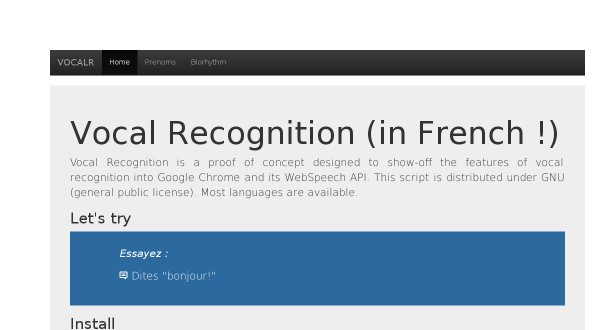 VOCALR Home Prenoms Biorhythm
Vocal Recognition (in French !)
Vocal Recognition is a proof of concept designed to show-off the features of vocal
recognition into Google Chrome and its WebSpeech API. This script is distributed under GNU
(general public license). Most languages are available.
Let's try
Essayez :
Dites "bonjour!"
Install